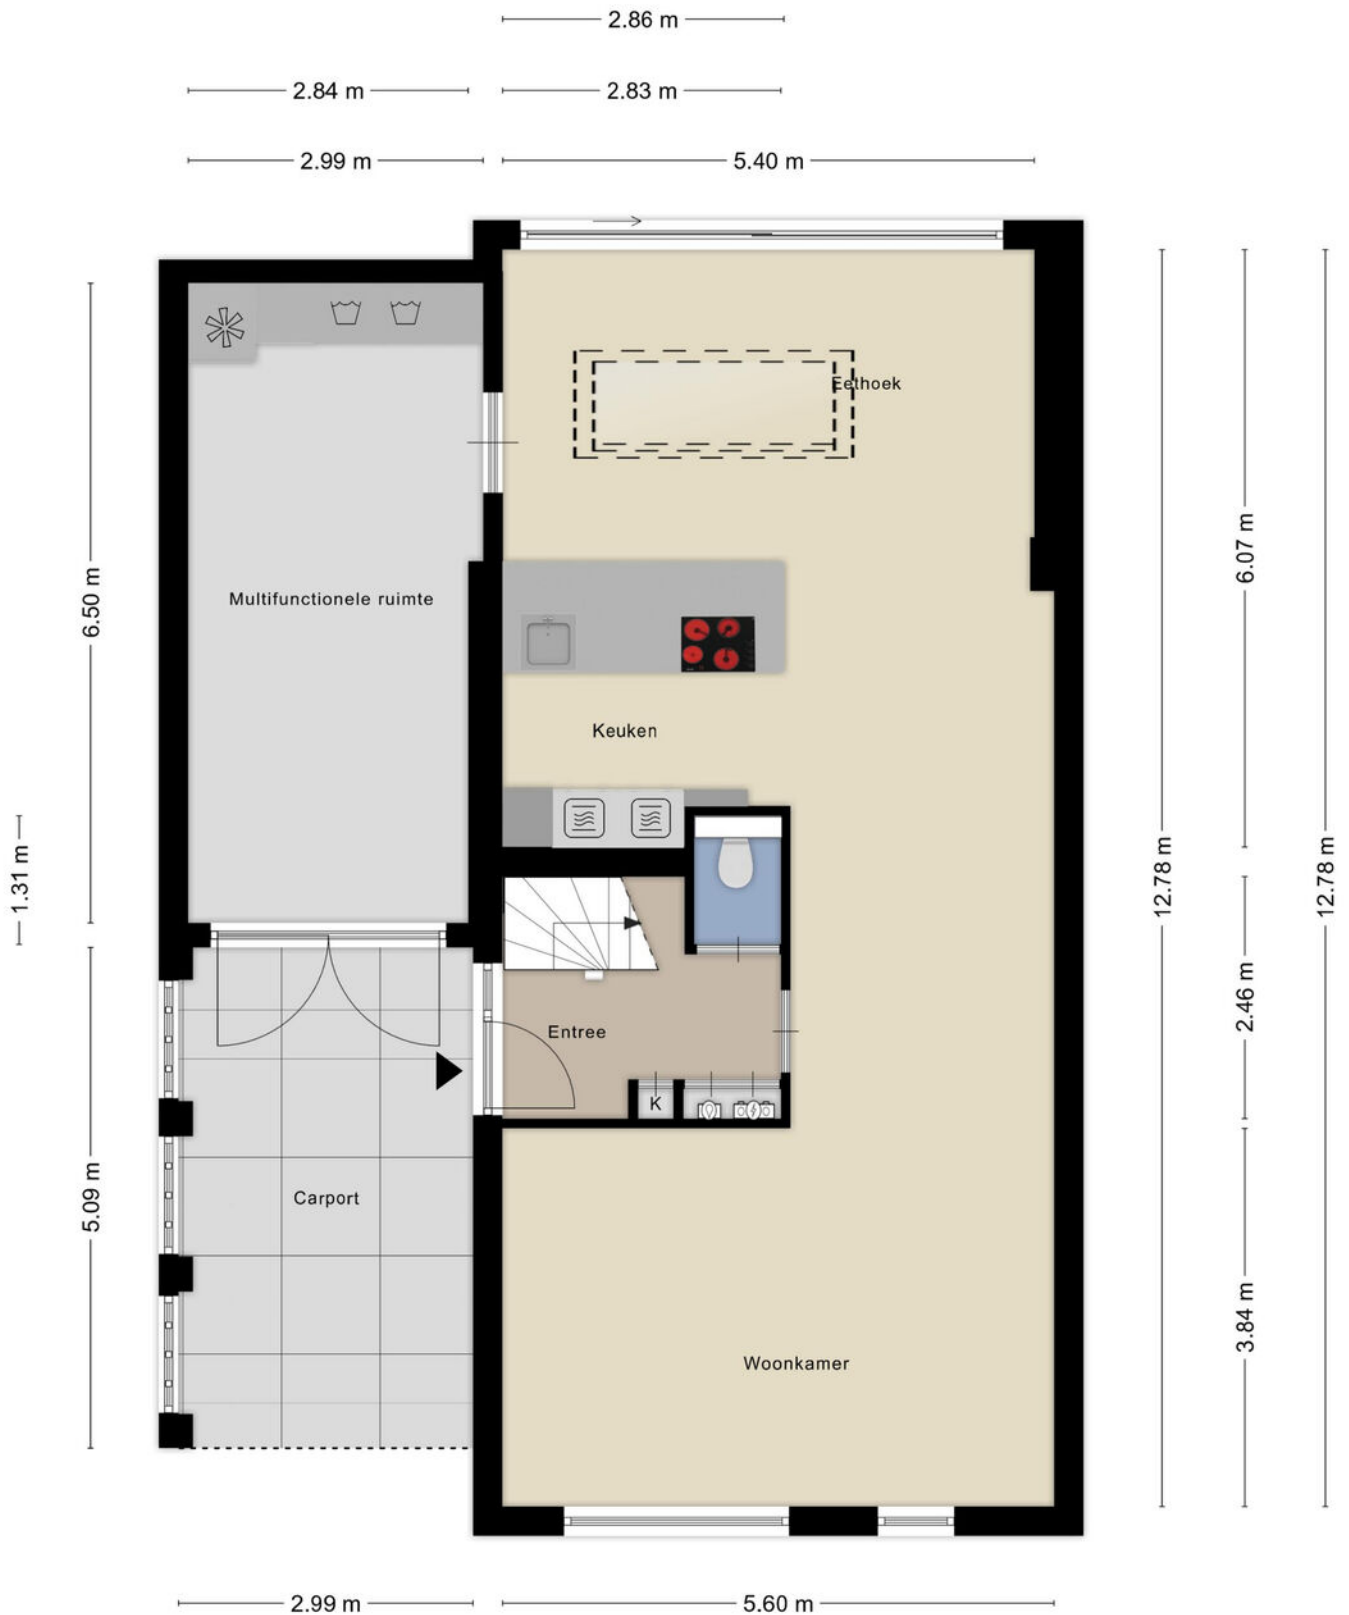 2.86 m
2.84 m
2.83 m
2.99 m
5.40 m
Eethoek
6.07 m
6.50 m
Multifunctionele ruimte
Keuken
1.31 m
12.78 m
12.78 m
2.46 m
Entree
K
5.09 m
Carport
3.84 m
Woonkamer
2.99 m
5.60 m